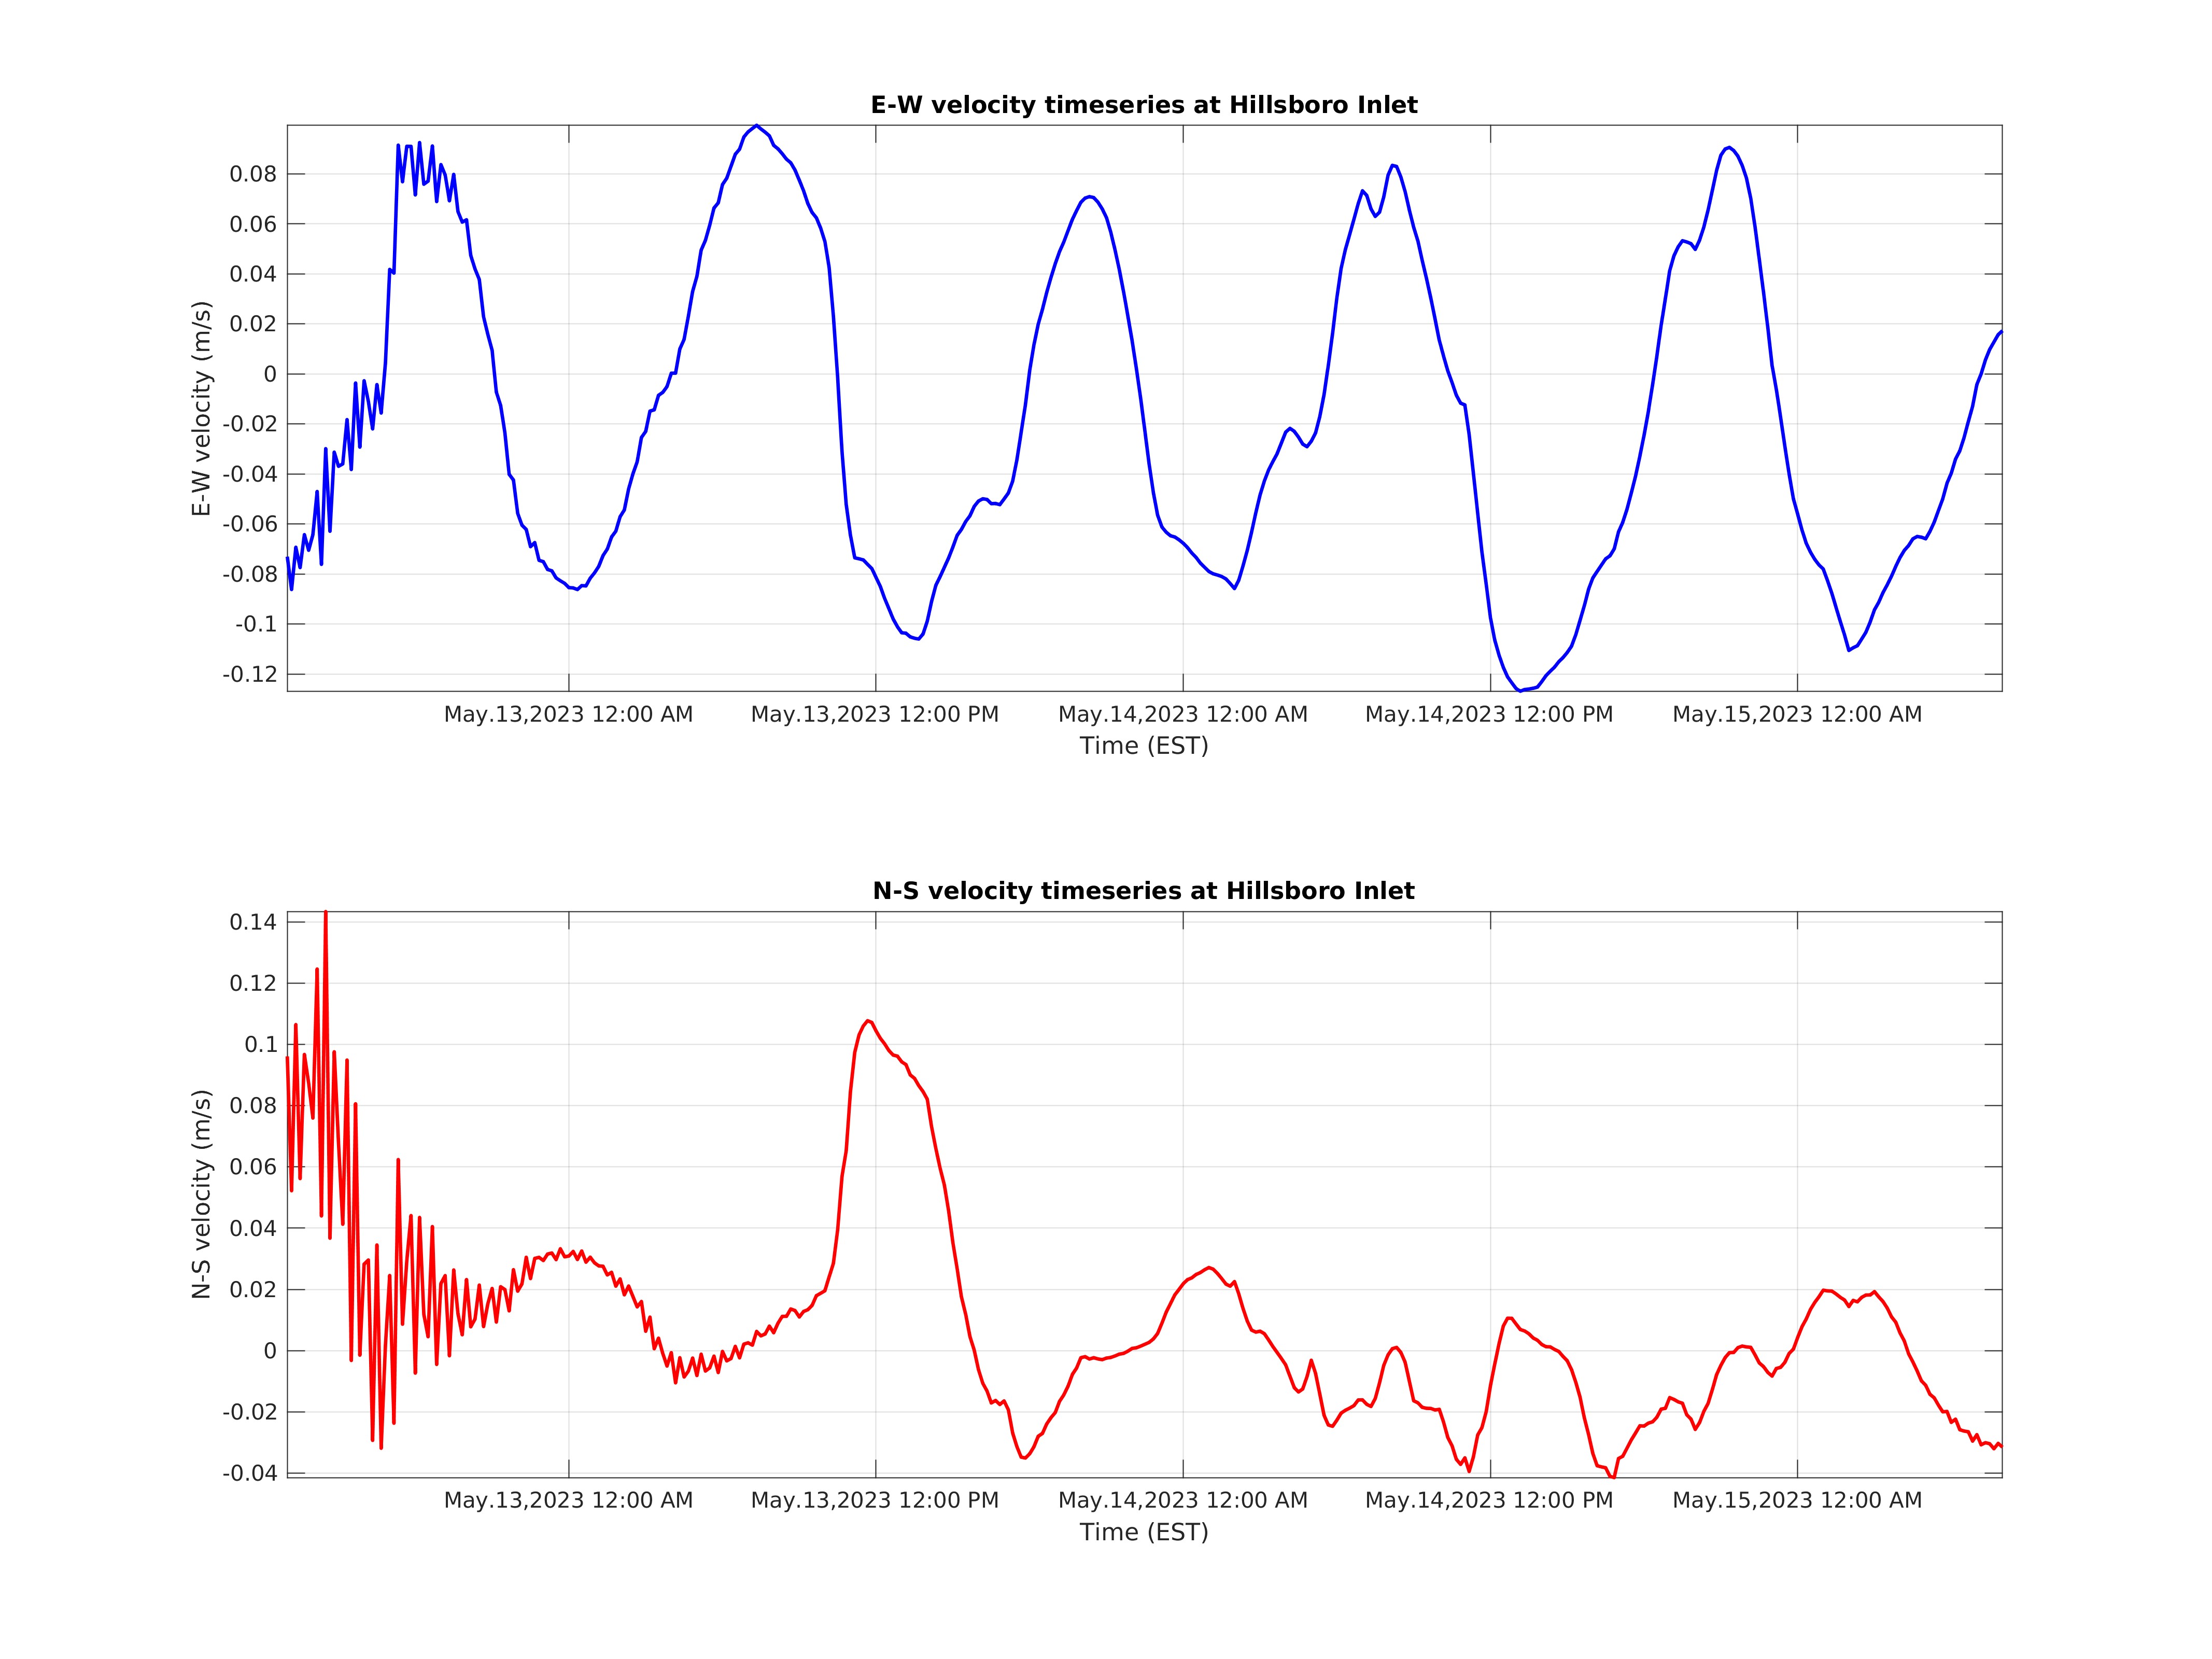 E-W velocity timeseries at Hillsboro Inlet
0.08
0.06
0.04
0.02
0
-0.02
-0.04
-0.06
-0.08
-0.1
-0.12
E-W velocity (m/s)
May.13,2023 12:00 AM May.13,2023 12:00 PM May.14,2023 12:00 AM May.14,2023 12:00 PM May.15,2023 12:00 AM
Time (EST)
N-S velocity timeseries at Hillsboro Inlet
0.14
0.12
0.1
0.08
0.06
0.04
0.02
0
-0.02
-0.04
N-S velocity (m/s)
May.13,2023 12:00 AM May.13,2023 12:00 PM May.14,2023 12:00 AM May.14,2023 12:00 PM May.15,2023 12:00 AM
Time (EST)